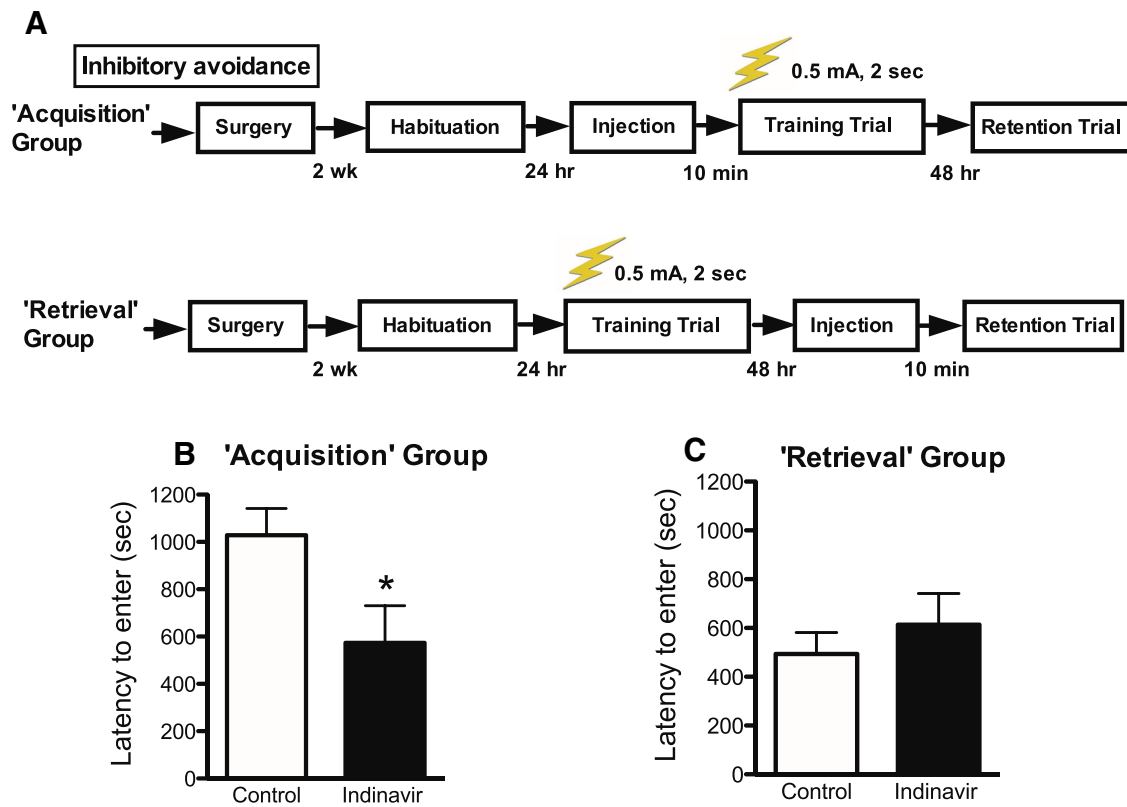 A
Inhibitory avoidance
0.5 mA, 2 sec
'Acquisition'
Group
Surgery
Habituation
Injection
Training Trial
Retention Trial
2 wk
24 hr
10 min
48 hr
0.5 mA, 2 sec
'Retrieval'
Group
Surgery
Habituation
Training Trial
Injection
Retention Trial
2 wk
24 hr
48 hr
10 min
B
'Acquisition' Group
Latency to enter (sec)
1200
1000
800
600
400
200
0
*
Control
Indinavir
C
'Retrieval' Group
Latency to enter (sec)
1200
1000
800
600
400
200
0
Control
Indinavir